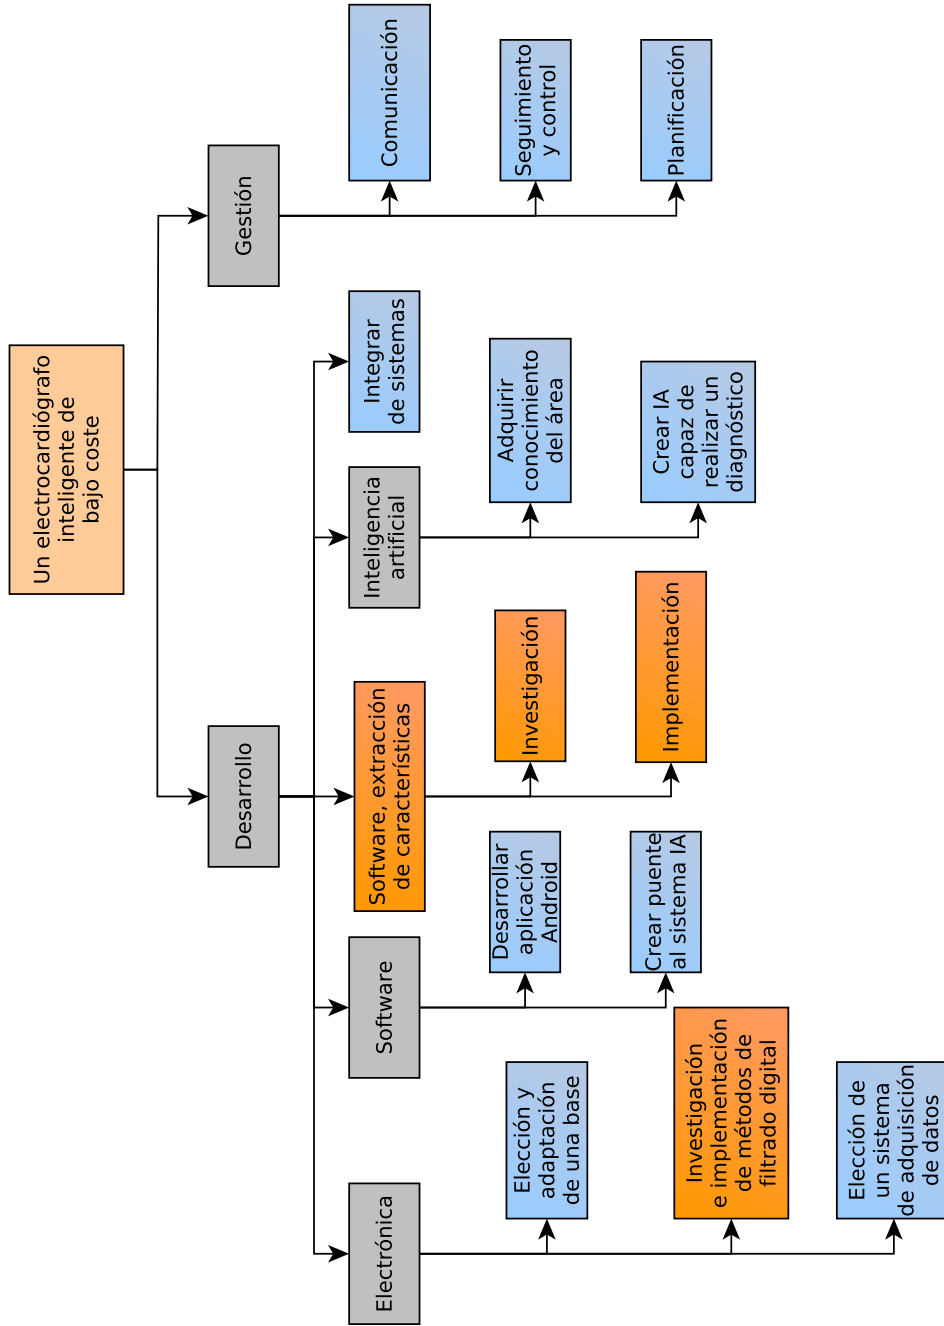 Un electrocardiógrafo
inteligente de
bajo coste
Desarrollo
Gestión
Electrónica
Software
Software, extracción
de características
Inteligencia
artificial
Integrar
de sistemas
Comunicación
Elección y
adaptación
de una base
Desarrollar
aplicación
Android
Investigación
Adquirir
conocimiento
del área
Seguimiento
y control
Investigación
e implementación
de métodos de
filtrado digital
Crear puente
al sistema IA
Implementación
Crear IA
capaz de
realizar un
diagnóstico
Planificación
Elección de
un sistema
de adquisición
de datos